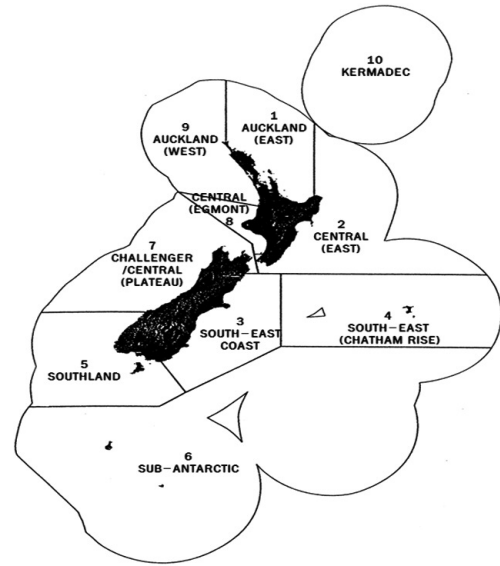 10
KERMADEC
1
AUCKLAND
(EAST)
9
AUCKLAND
(WEST)
CENTRAL
(EGMONT)
8
2
CENTRAL
(EAST)
7
CHALLENGER
/CENTRAL
(PLATEAU)
3
SOUTH-EAST
COAST
4
SOUTH-EAST
(CHATHAM RISE)
5
SOUTHLAND
6
SUB-ANTARCTIC